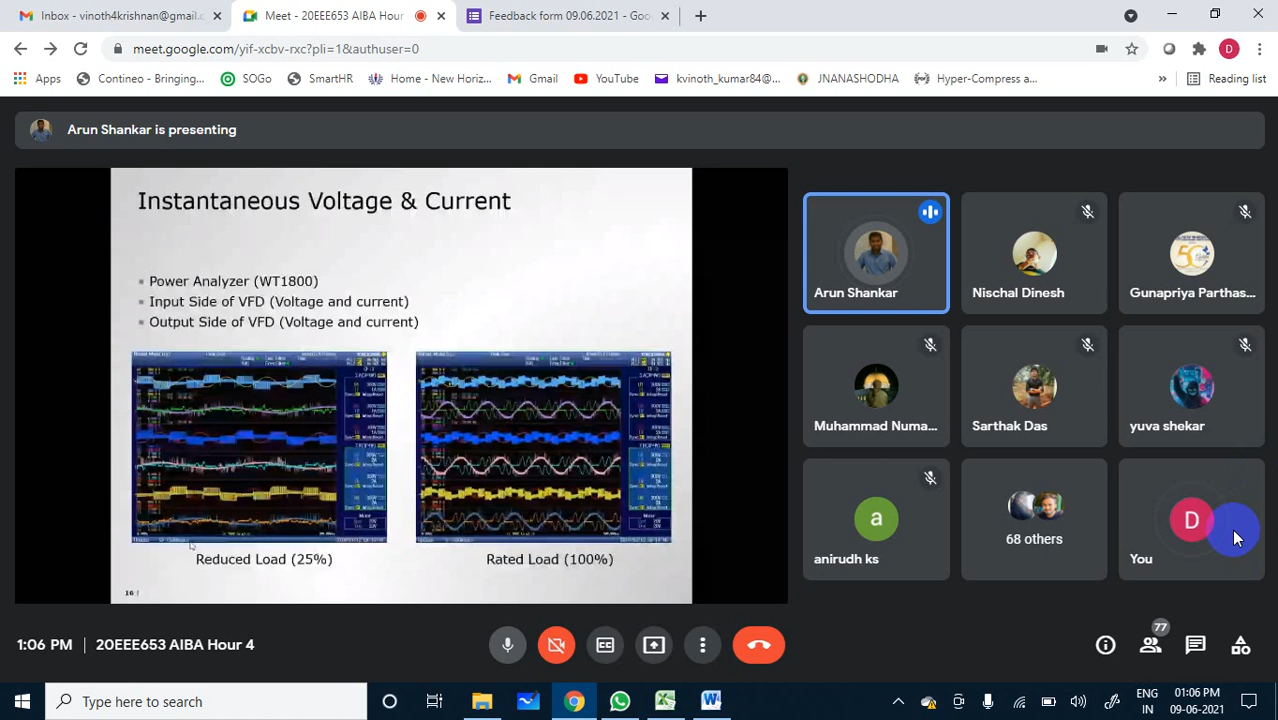 Inbox - vinoth4krishnan@gmail.c
Meet - 20EEE653 AIBA Hour
Feedback form 09.06.2021 - Goo
meet.google.com/yif-xcbv-rxc?pli=1&authuser=0
Apps
Contineo - Bringing...
SOGo
SmartHR
Home - New Horiz...
Gmail
YouTube
kvinoth_kumar84@...
JNANASHODHA
Hyper-Compress a...
»
Reading list
Arun Shankar is presenting
Instantaneous Voltage & Current
Power Analyzer (WT1800)
Input Side of VFD (Voltage and current)
Output Side of VFD (Voltage and current)
Reduced Load (25%)
Rated Load (100%)
16 |
Arun Shankar
Nischal Dinesh
Gunapriya Parthas...
Muhammad Numa...
Sarthak Das
yuva shekar
a
anirudh ks
68 others
D
You
1:06 PM | 20EEE653 AIBA Hour 4
77
Type here to search
ENG
IN
01:06 PM
09-06-2021